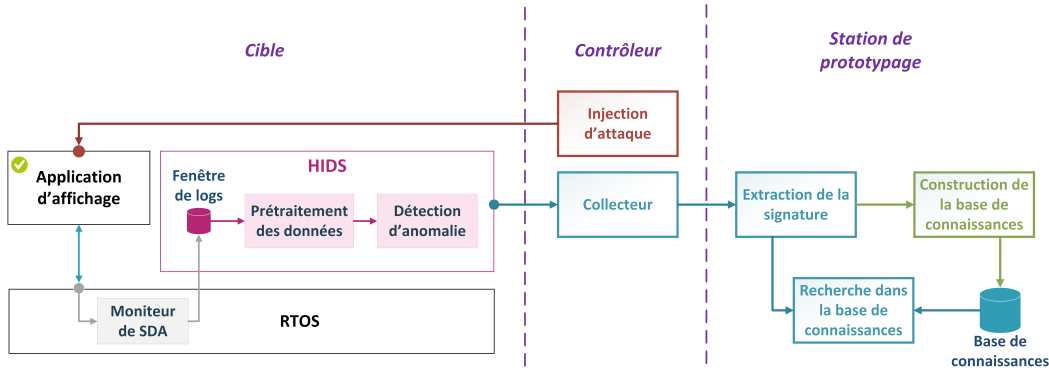 Cible
Contrôleur
Station de
prototypage
Injection
d'attaque
Application
d'affichage
HIDS
Fenêtre
de logs
Prétraitement
des données
Détection
d'anomalie
Collecteur
Extraction de la
signature
Construction de
la base de
connaissances
Moniteur
de SDA
RTOS
Recherche dans
la base de
connaissances
Base de
connaissances